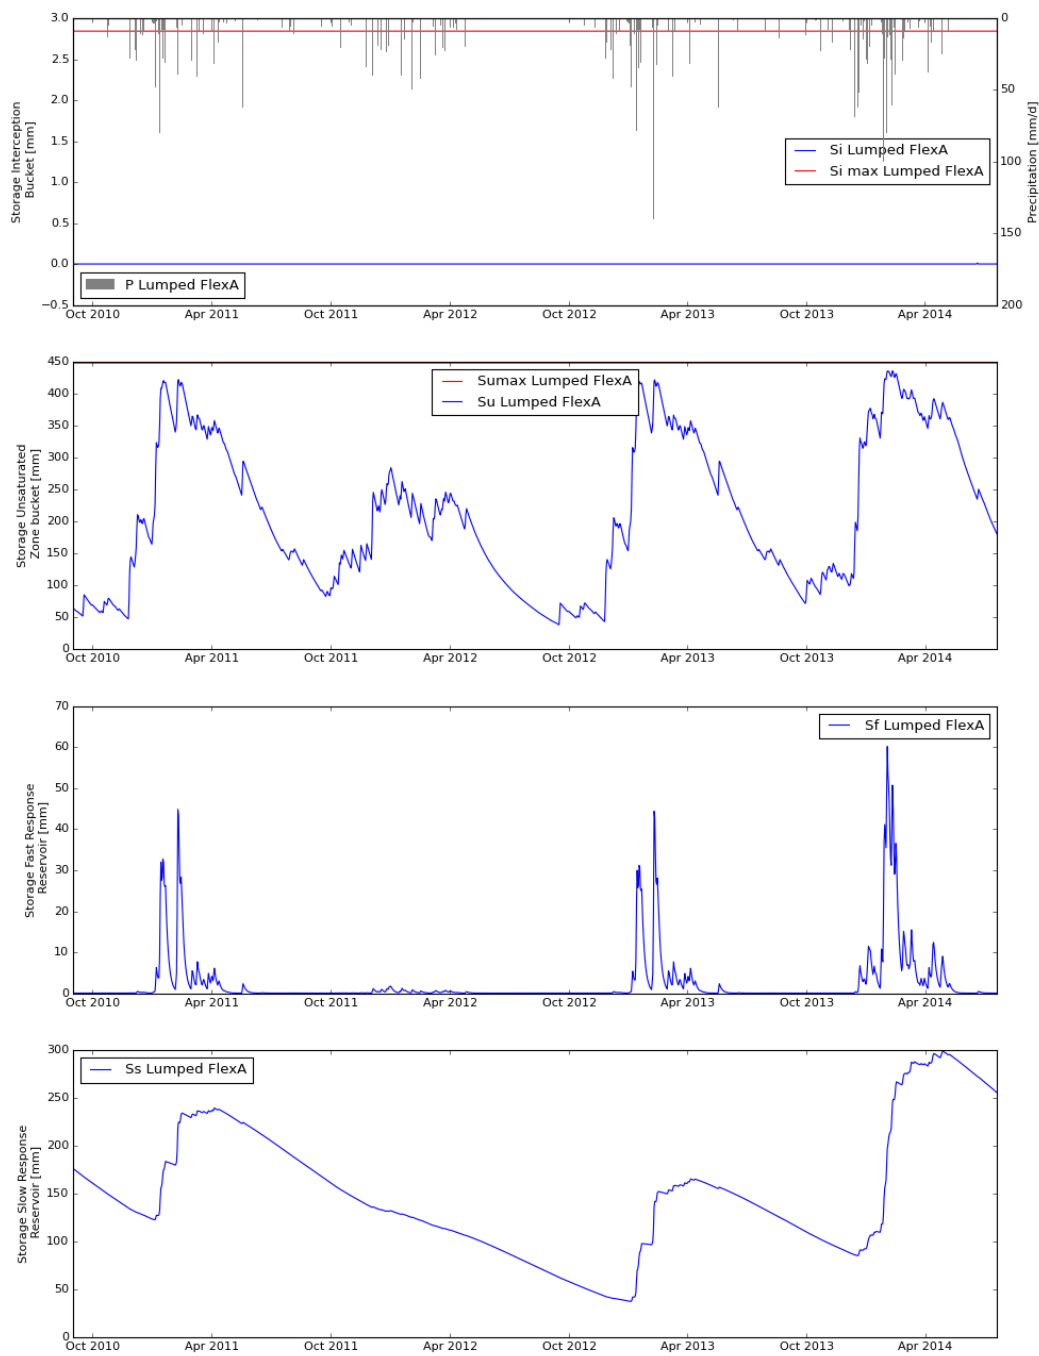 3.0
2.5
2.0
1.5
1.0
0.5
0.0
−0.5
Storage Interception
Bucket [mm]
0
50
100
150
200
Precipitation [mm/d]
Si Lumped FlexA
Si max Lumped FlexA
P Lumped FlexA
Oct 2010 Apr 2011 Oct 2011 Apr 2012 Oct 2012 Apr 2013 Oct 2013 Apr 2014
450
400
350
300
250
200
150
100
50
0
Storage Unsaturated
Zone bucket [mm]
Sumax Lumped FlexA
Su Lumped FlexA
Oct 2010 Apr 2011 Oct 2011 Apr 2012 Oct 2012 Apr 2013 Oct 2013 Apr 2014
70
60
50
40
30
20
10
0
Storage Fast Response
Reservoir [mm]
Sf Lumped FlexA
Oct 2010 Apr 2011 Oct 2011 Apr 2012 Oct 2012 Apr 2013 Oct 2013 Apr 2014
300
250
200
150
100
50
0
Storage Slow Response
Reservoir [mm]
Ss Lumped FlexA
Oct 2010 Apr 2011 Oct 2011 Apr 2012 Oct 2012 Apr 2013 Oct 2013 Apr 2014